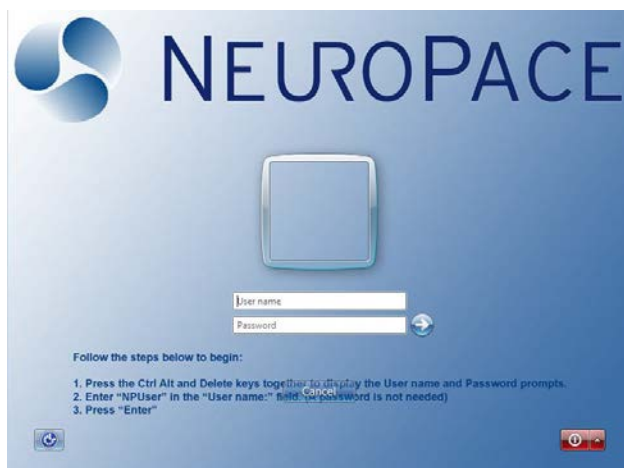 NEUROPACE
User name
Password
Follow the steps below to begin:
1. Press the Ctrl Alt and Delete keys together to display the User name and Password prompts.
2. Enter “NPUser” in the “User name:” field. password is not needed)
Cancel
3. Press “Enter”